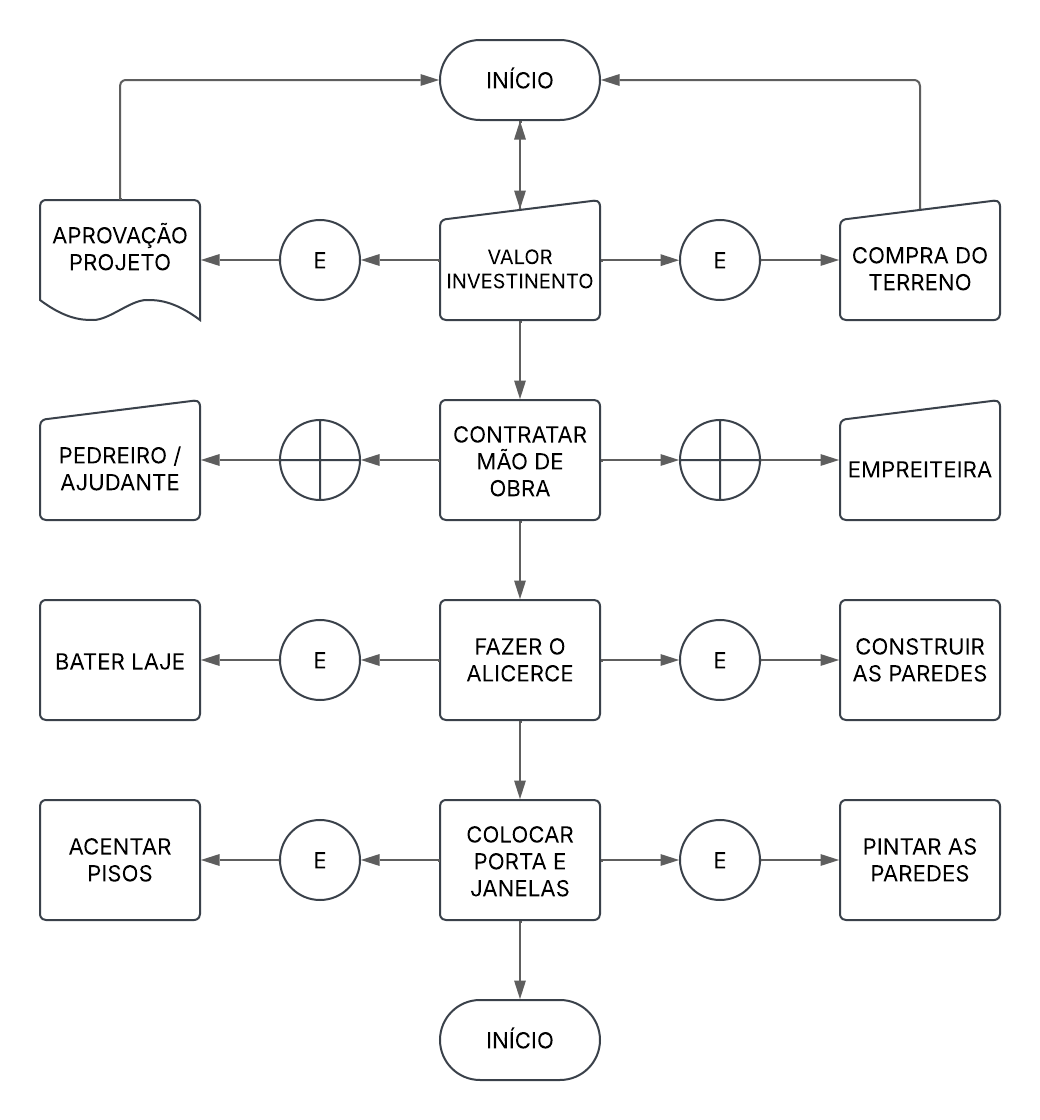 INÍCIO
APROVAÇÃO
PROJETO
E
VALOR
INVESTINENTO
E
COMPRA DO
TERRENO
PEDREIRO /
AJUDANTE
CONTRATAR
MÃO DE
OBRA
EMPREITEIRA
BATER LAJE
E
FAZER O
ALICERCE
E
CONSTRUIR
AS PAREDES
ACENTAR
PISOS
E
COLOCAR
PORTA E
JANELAS
E
PINTAR AS
PAREDES
INÍCIO